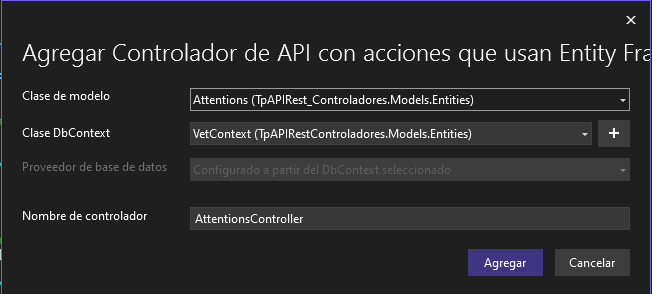 Agregar Controlador de API con acciones que usan Entity Fra
Clase de modelo
Attentions (TpAPIRest_Controladores.Models.Entities)
Clase DbContext
VetContext (TpAPIRestControladores.Models.Entities)
+
Proveedor de base de datos
Configurado a partir del DbContext seleccionado
Nombre de controlador
AttentionsController
Agregar
Cancelar